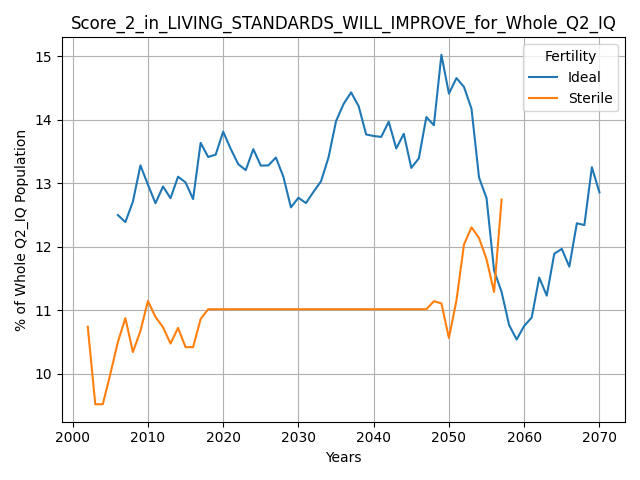 Score_2_in_LIVING_STANDARDS_WILL_IMPROVE_for_Whole_Q2_IQ
Fertility
Ideal
Sterile
% of Whole Q2_IQ Population
15
14
13
12
11
10
2000 2010 2020 2030 2040 2050 2060 2070
Years